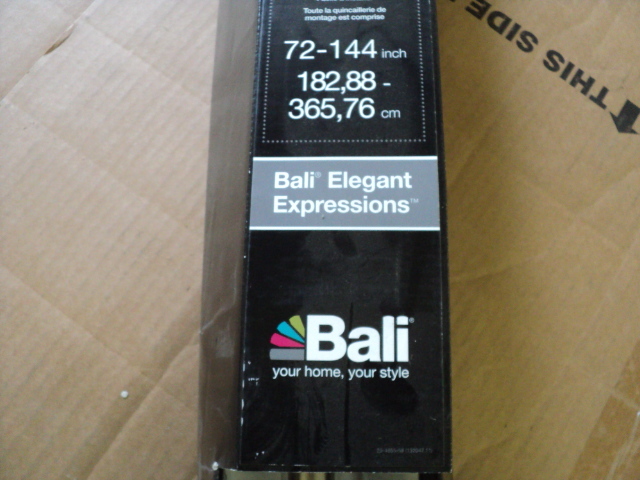 Toute la quincaillerie de
montage est comprise
72-144 inch
182,88 -
365,76 cm
Bali® Elegant
Expressions™
Bali®
your home, your style
THIS SIDE